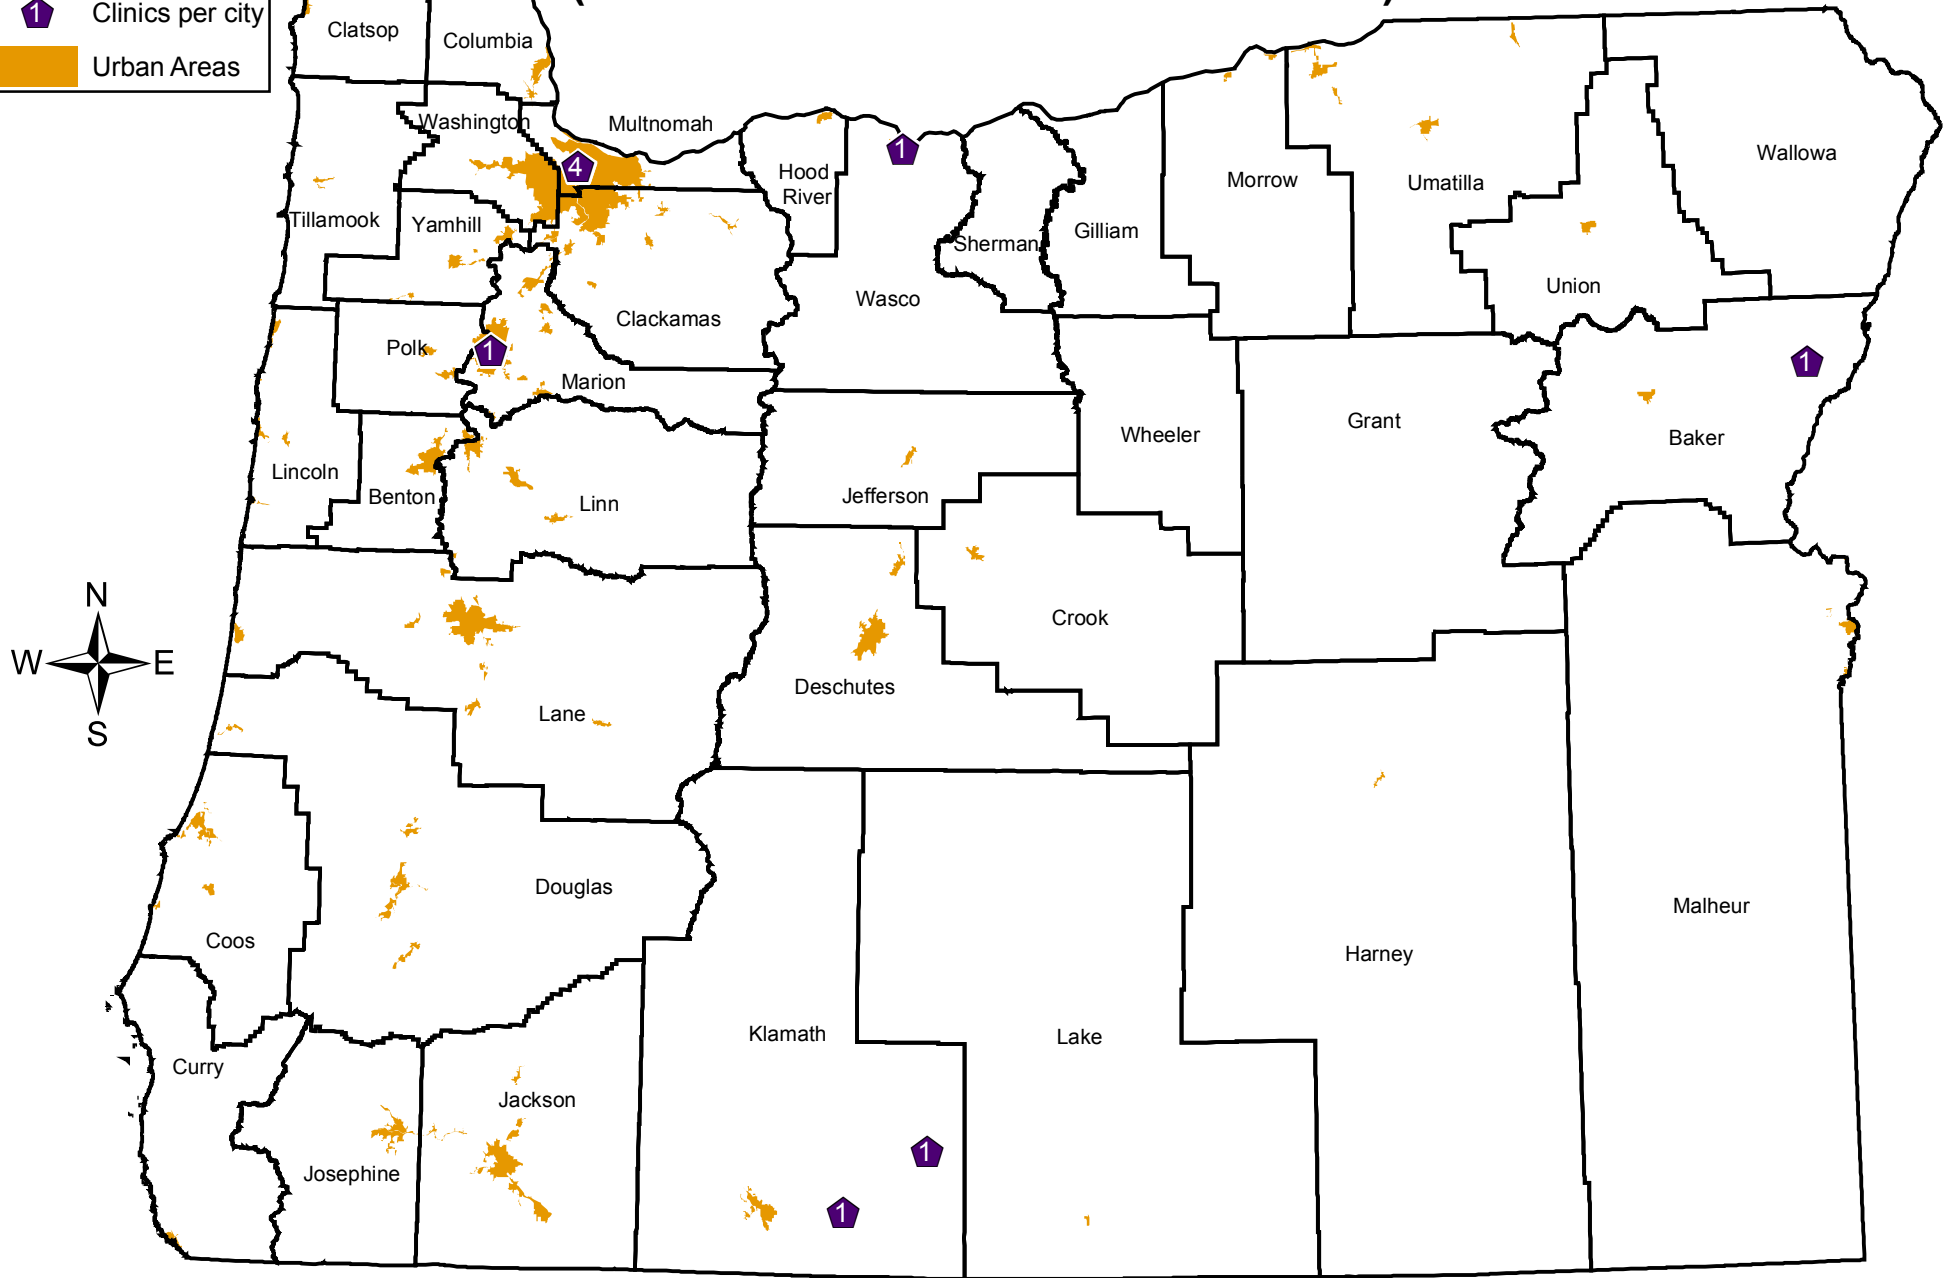 1 Clinics per city
Urban Areas
Clatsop
Columbia
Washington
Multnomah
4
Hood
River
1
Sherman
Gilliam
Morrow
Umatilla
Wallowa
Tillamook
Yamhill
Clackamas
Wasco
Union
Polk
1
Marion
Wheeler
Grant
Baker
1
Lincoln
Benton
Linn
Jefferson
Crook
N
W E
S
Lane
Deschutes
Coos
Douglas
Harney
Malheur
Curry
Josephine
Jackson
Klamath
Lake
1
1